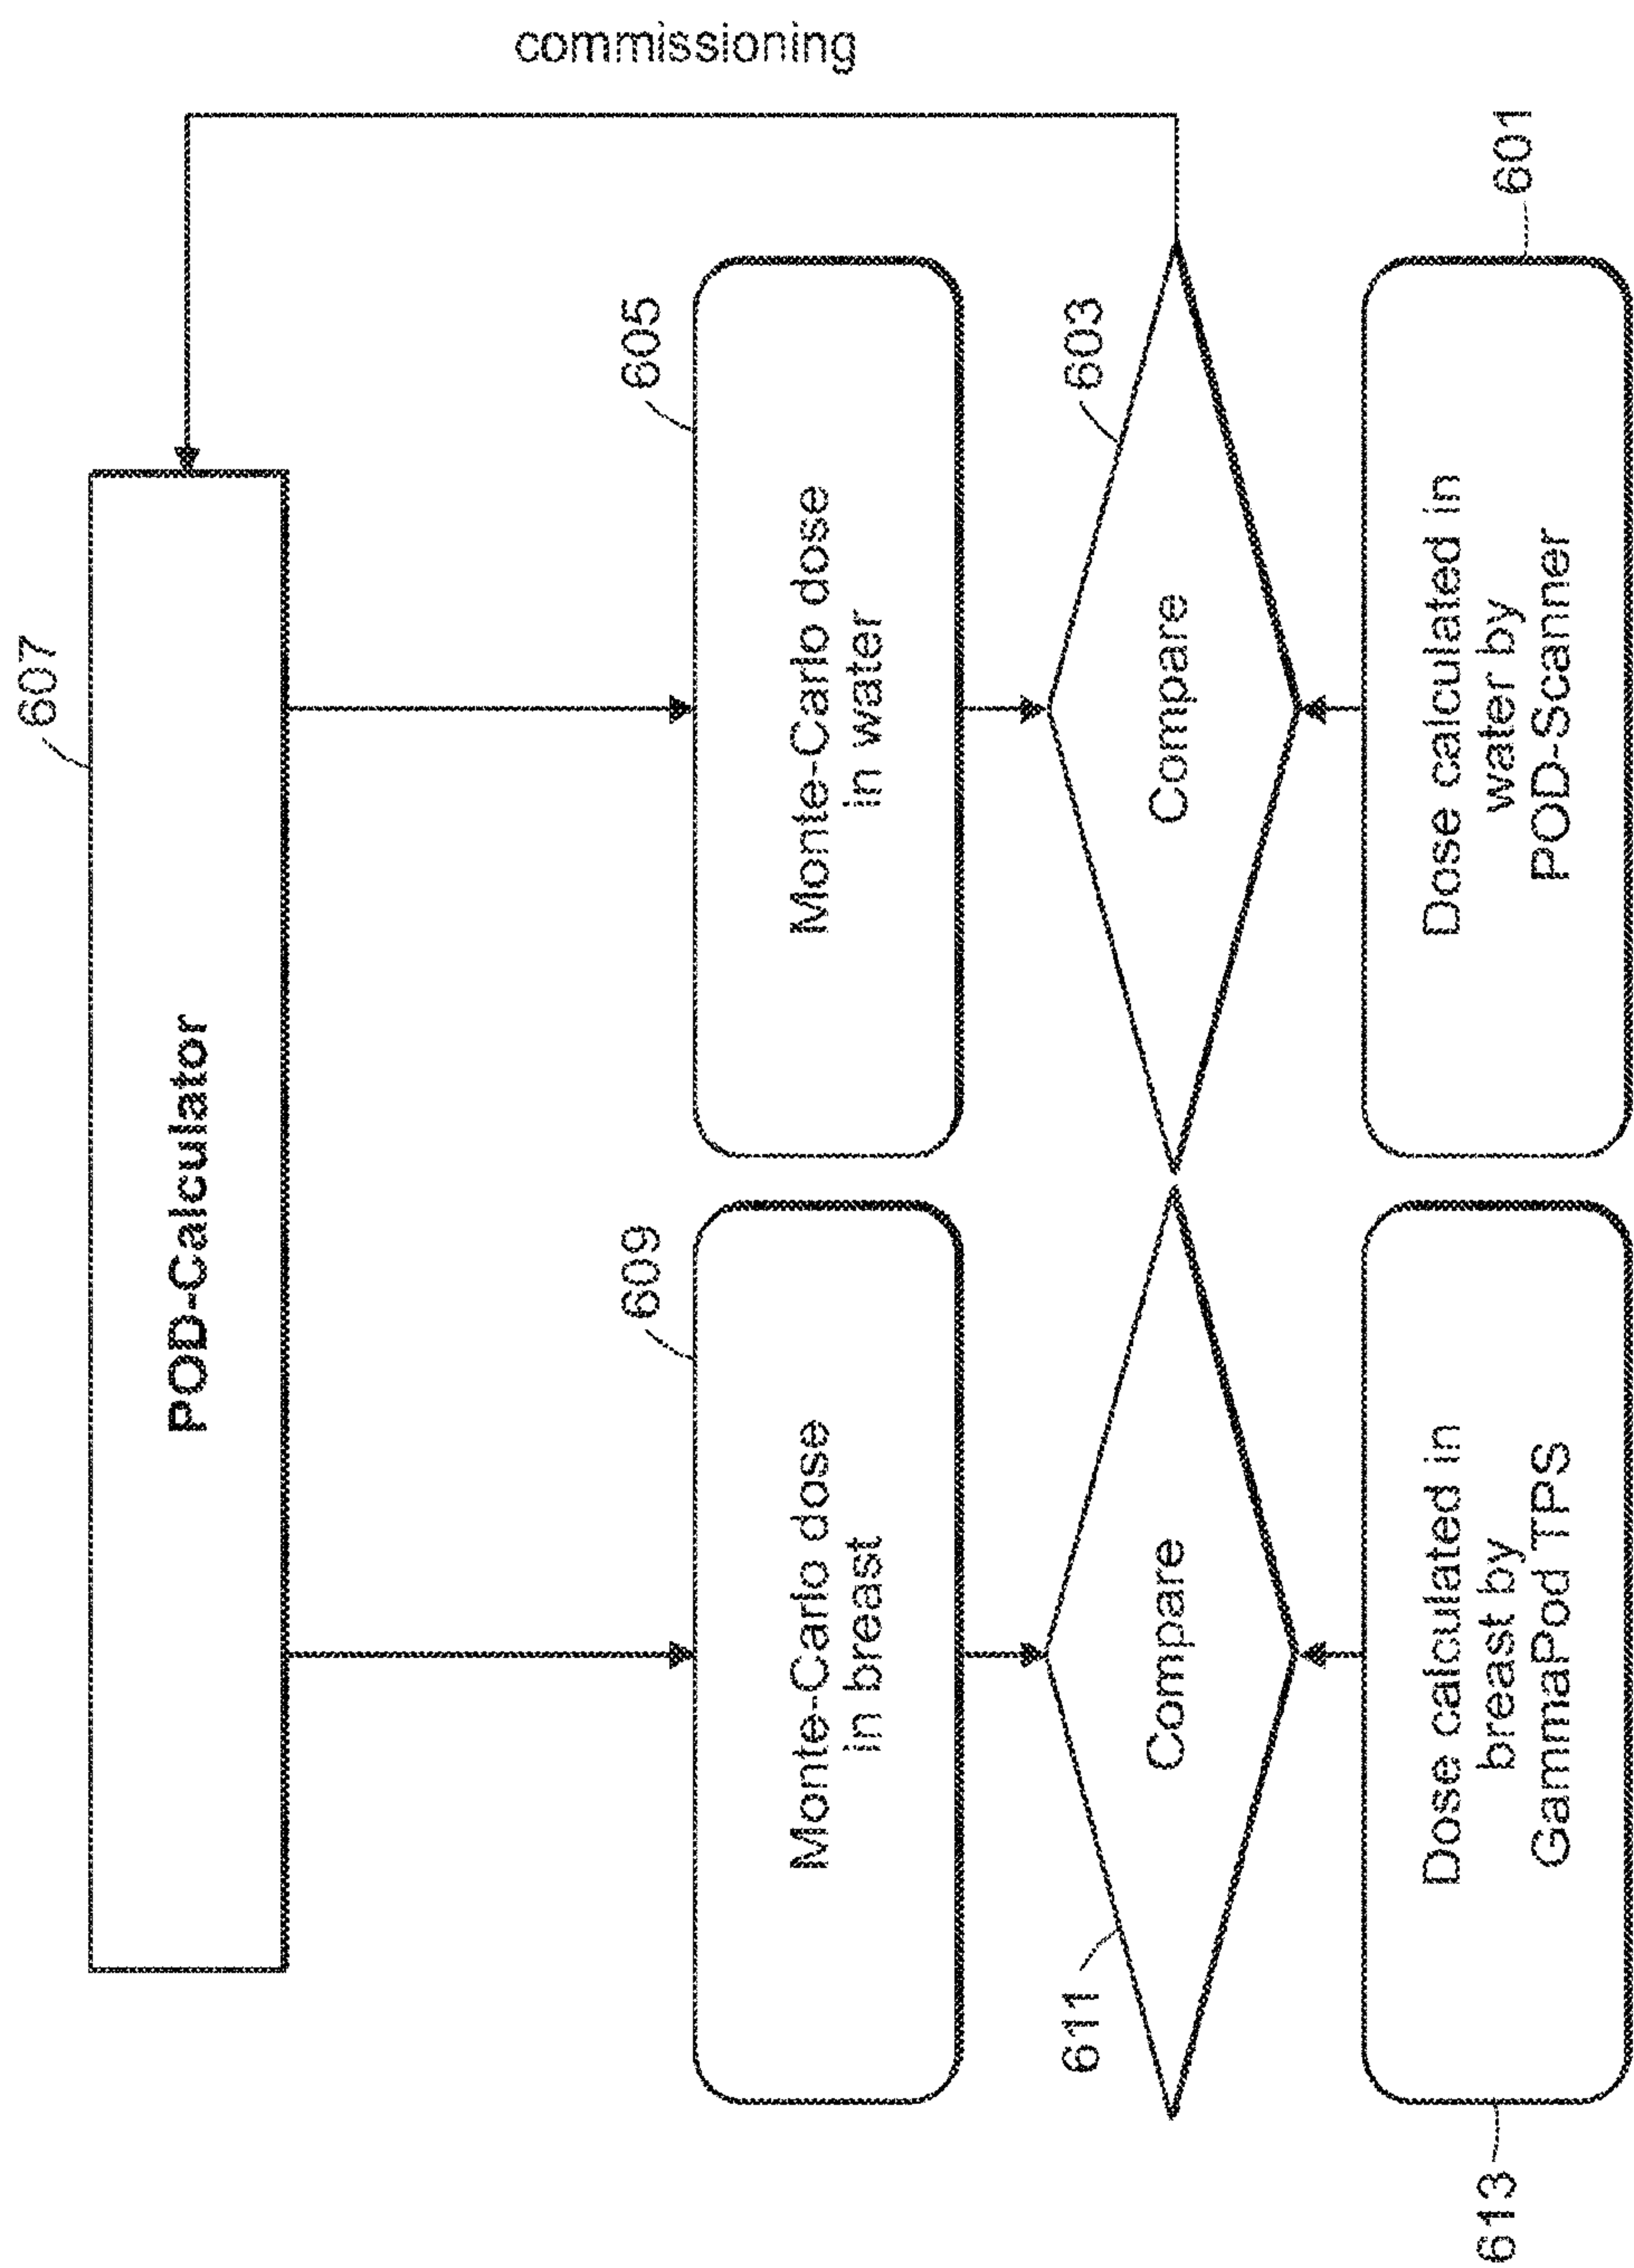 commissioning
607
POD-Calculator
609
605
Monte-Carlo dose
in breast
Monte-Carlo dose
in water
611
Compare
603
Compare
613
Dose calculated in
breast by
GammaPod TPS
Dose calculated in
water by
POD-Scanner
601